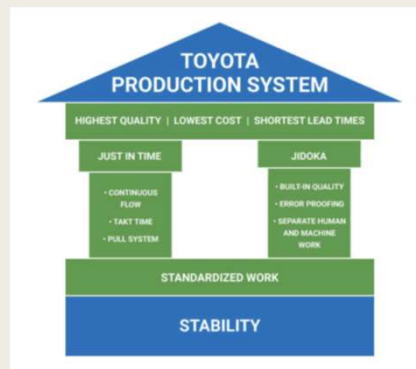 TOYOTA
PRODUCTION SYSTEM
HIGHEST QUALITY | LOWEST COST | SHORTEST LEAD TIMES
JUST IN TIME
• CONTINUOUS
FLOW
• TAKT TIME
• PULL SYSTEM
JIDOKA
• BUILT-IN QUALITY
• ERROR PROOFING
• SEPARATE HUMAN
AND MACHINE
WORK
STANDARDIZED WORK
STABILITY